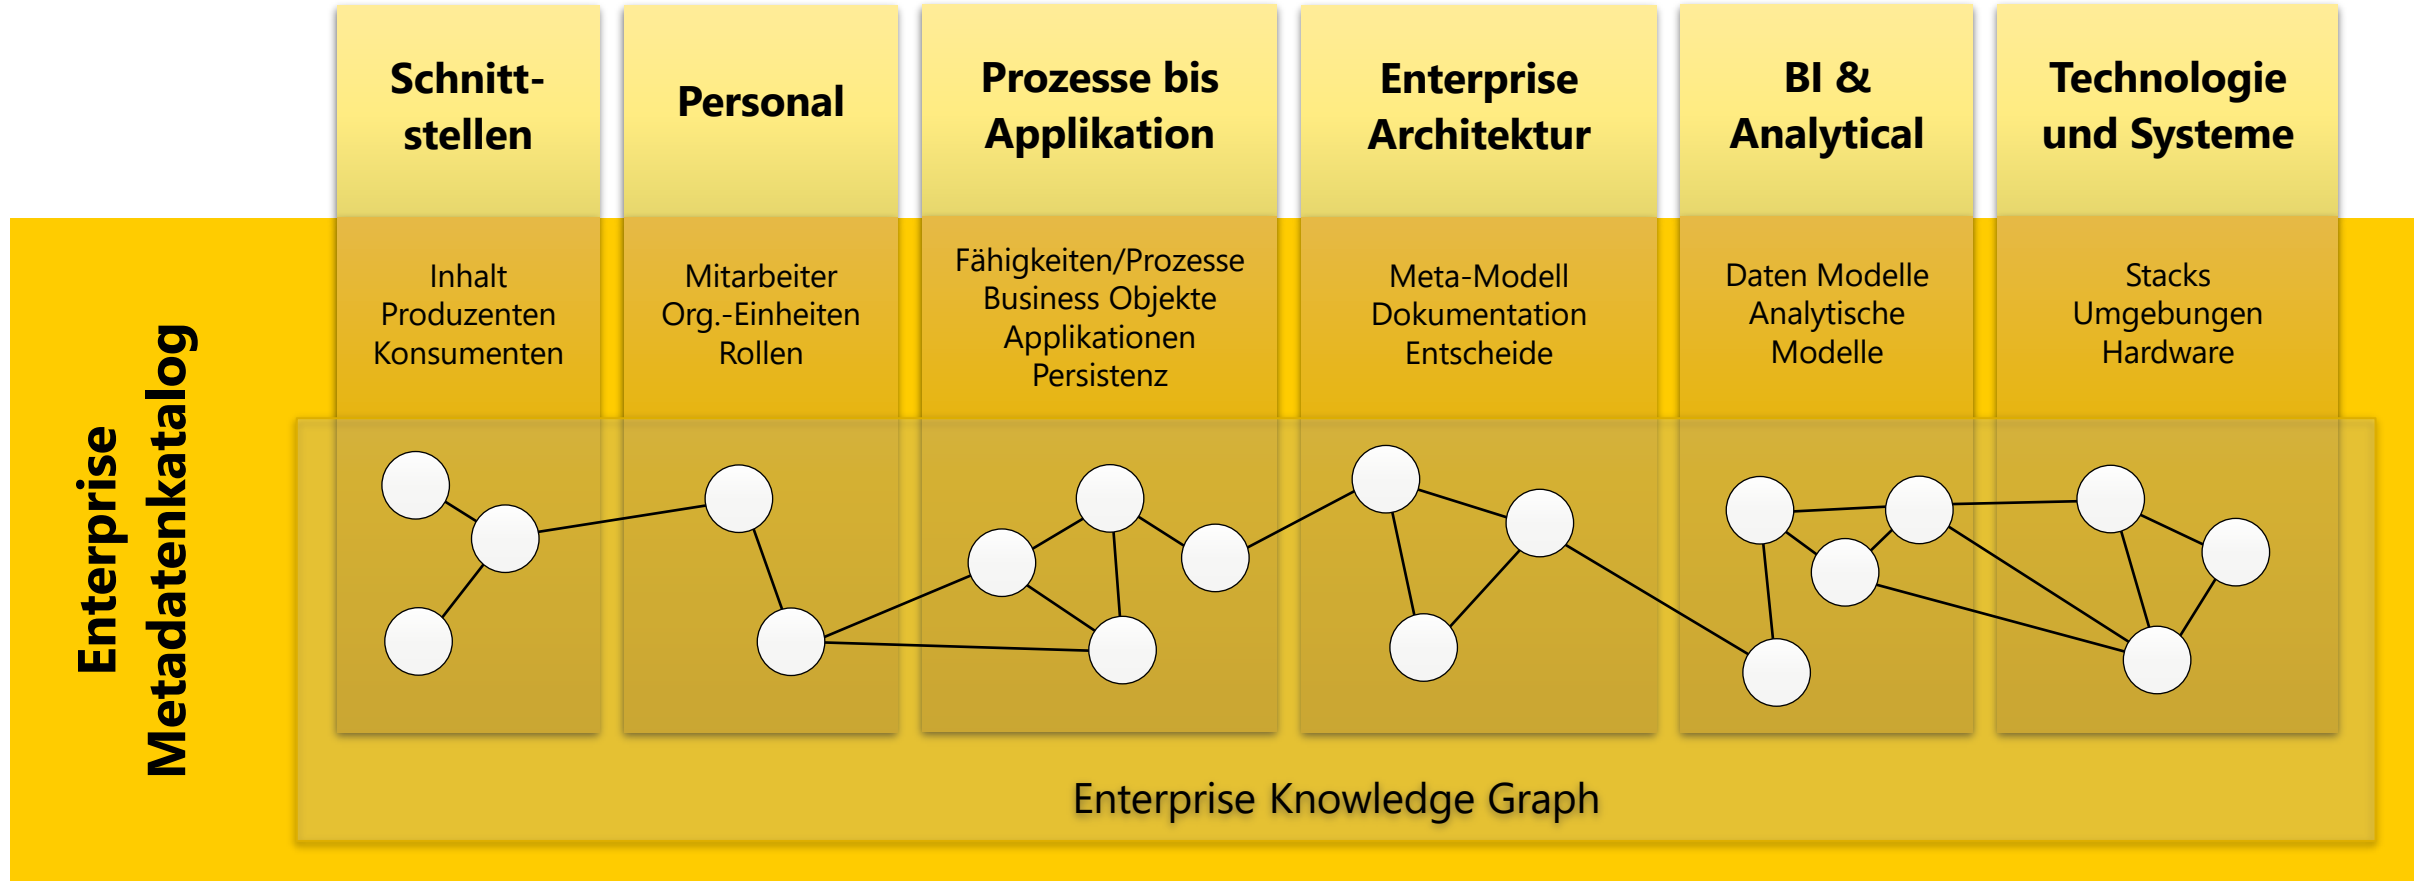 Schnitt-
stellen
Personal
Prozesse bis
Applikation
Enterprise
Architektur
BI &
Analytical
Technologie
und Systeme
Enterprise
Metadatenkatalog
Inhalt
Produzenten
Konsumenten
Mitarbeiter
Org.-Einheiten
Rollen
Fähigkeiten/Prozesse
Business Objekte
Applikationen
Persistenz
Meta-Modell
Dokumentation
Entscheide
Daten Modelle
Analytische
Modelle
Stacks
Umgebungen
Hardware
Enterprise Knowledge Graph